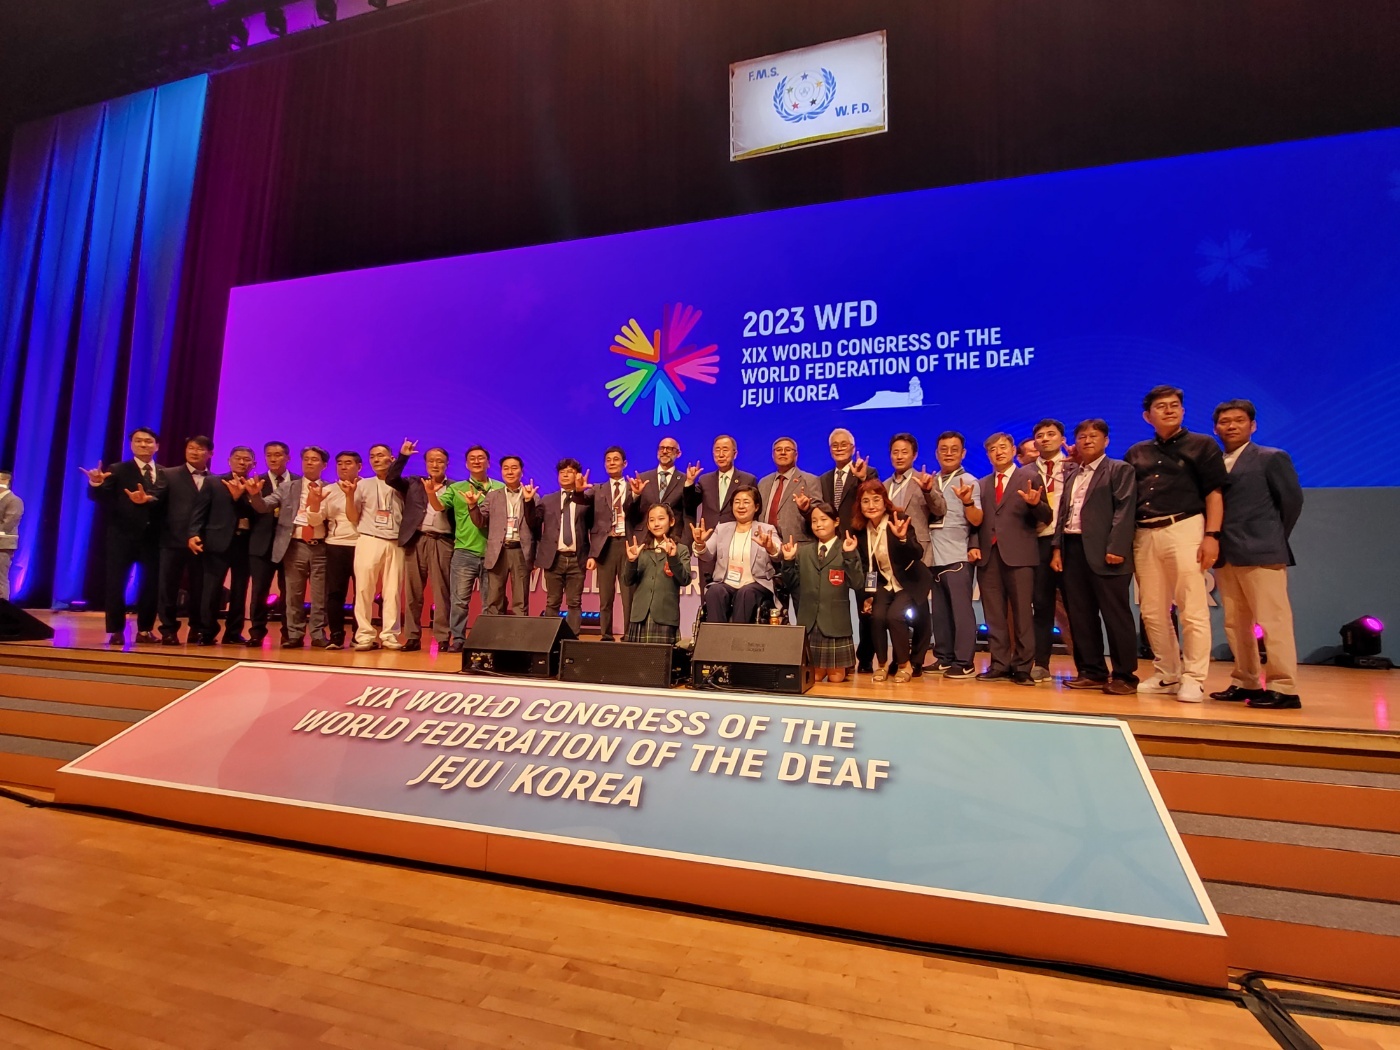 F.M.S.
W.F.D.
2023 WFD
XIX WORLD CONGRESS OF THE
WORLD FEDERATION OF THE DEAF
JEJU | KOREA
XIX WORLD CONGRESS OF THE
WORLD FEDERATION OF THE DEAF
JEJU | KOREA